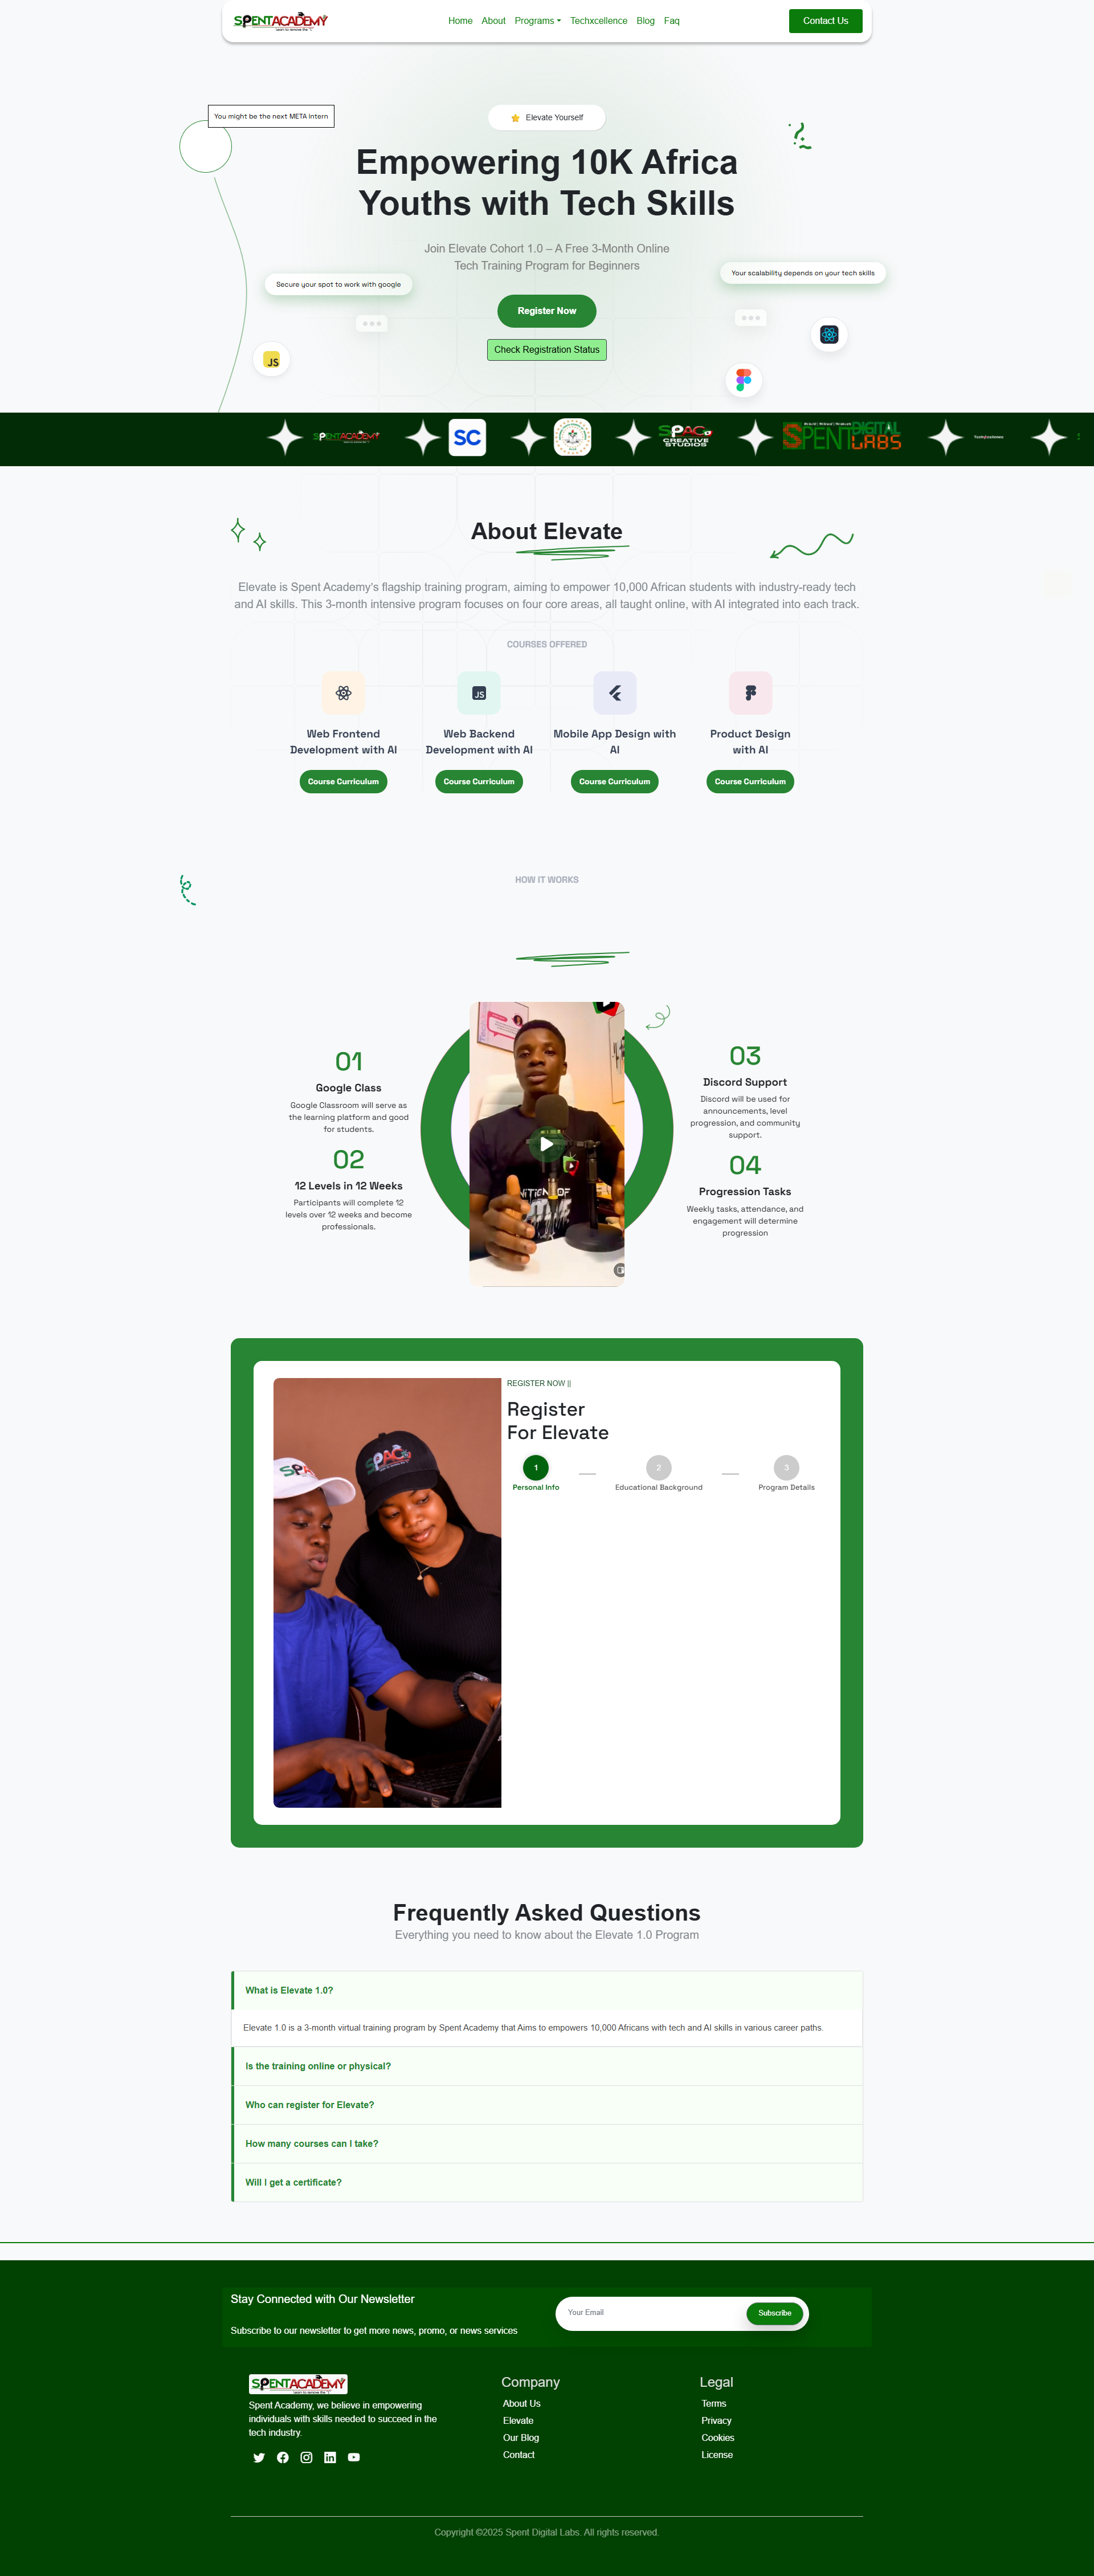 SPENTACADEMY
Learn to remove the 't'
Home About Programs Techxcellence Blog Faq
Contact Us
You might be the next META Intern
Elevate Yourself
Empowering 10K Africa
Youths with Tech Skills
Join Elevate Cohort 1.0 – A Free 3-Month Online
Tech Training Program for Beginners
Secure your spot to work with google
Your scalability depends on your tech skills
Register Now
Check Registration Status
JS
SPENTACADEMY
SC
SPAC
CREATIVE
STUDIOS
SPENT DIGITAL
LABS
About Elevate
Elevate is Spent Academy's flagship training program, aiming to empower 10,000 African students with industry-ready tech
and AI skills. This 3-month intensive program focuses on four core areas, all taught online, with AI integrated into each track.
COURSES OFFERED
JS
Web Frontend
Development with AI
Web Backend
Development with AI
Mobile App Design with
AI
Product Design
with AI
Course Curriculum
Course Curriculum
Course Curriculum
Course Curriculum
HOW IT WORKS
01
Google Class
Google Classroom will serve as
the learning platform and good
for students.
02
12 Levels in 12 Weeks
Participants will complete 12
levels over 12 weeks and become
professionals.
03
Discord Support
Discord will be used for
announcements, level
progression, and community
support.
04
Progression Tasks
Weekly tasks, attendance, and
engagement will determine
progression
REGISTER NOW ||
Register
For Elevate
1
2
3
Personal Info
Educational Background
Program Details
SPAC
SPAC
Frequently Asked Questions
Everything you need to know about the Elevate 1.0 Program
What is Elevate 1.0?
Elevate 1.0 is a 3-month virtual training program by Spent Academy that Aims to empowers 10,000 Africans with tech and AI skills in various career paths.
Is the training online or physical?
Who can register for Elevate?
How many courses can I take?
Will I get a certificate?
Stay Connected with Our Newsletter
Subscribe to our newsletter to get more news, promo, or news services
Your Email
Subscribe
SPENTACADEMY
Learn to remove the 't'
Spent Academy, we believe in empowering
individuals with skills needed to succeed in the
tech industry.
Company
About Us
Elevate
Our Blog
Contact
Legal
Terms
Privacy
Cookies
License
Copyright ©2025 Spent Digital Labs. All rights reserved.